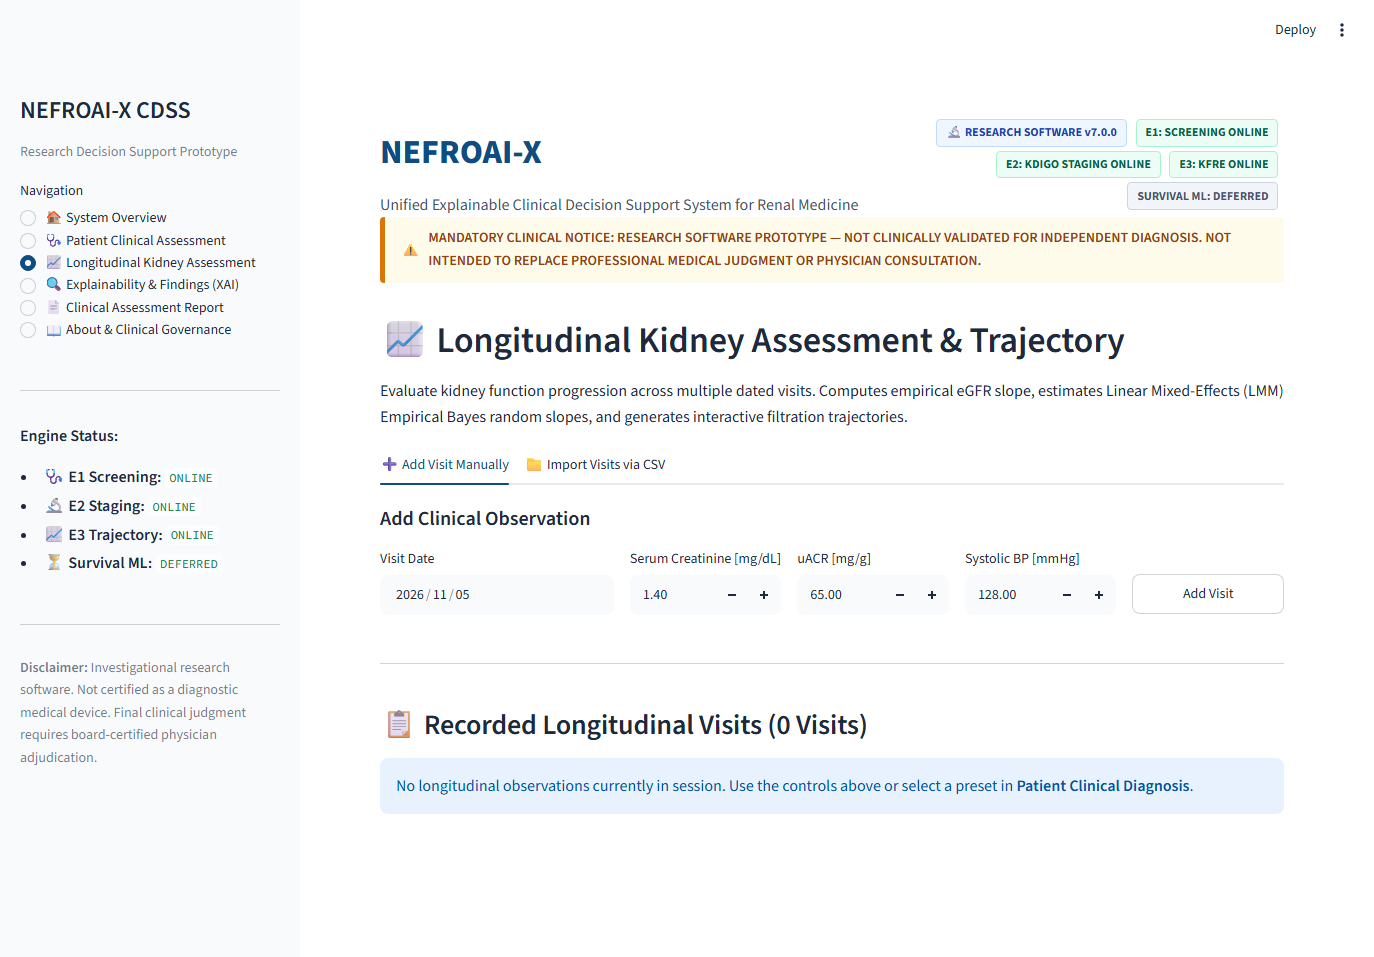 Deploy
NEFROAI-X CDSS
Research Decision Support Prototype
Navigation
System Overview
Patient Clinical Assessment
Longitudinal Kidney Assessment
Explainability & Findings (XAI)
Clinical Assessment Report
About & Clinical Governance
Engine Status:
E1 Screening: ONLINE
E2 Staging: ONLINE
E3 Trajectory: ONLINE
Survival ML: DEFERRED
Disclaimer: Investigational research
software. Not certified as a diagnostic
medical device. Final clinical judgment
requires board-certified physician
adjudication.
NEFROAI-X
RESEARCH SOFTWARE v7.0.0 E1: SCREENING ONLINE
E2: KDIGO STAGING ONLINE E3: KFRE ONLINE
SURVIVAL ML: DEFERRED
Unified Explainable Clinical Decision Support System for Renal Medicine
MANDATORY CLINICAL NOTICE: RESEARCH SOFTWARE PROTOTYPE — NOT CLINICALLY VALIDATED FOR INDEPENDENT DIAGNOSIS. NOT
INTENDED TO REPLACE PROFESSIONAL MEDICAL JUDGMENT OR PHYSICIAN CONSULTATION.
Longitudinal Kidney Assessment & Trajectory
Evaluate kidney function progression across multiple dated visits. Computes empirical eGFR slope, estimates Linear Mixed-Effects (LMM)
Empirical Bayes random slopes, and generates interactive filtration trajectories.
Add Visit Manually Import Visits via CSV
Add Clinical Observation
Visit Date Serum Creatinine [mg/dL] uACR [mg/g] Systolic BP [mmHg]
2026/11/05 1.40 65.00 128.00 Add Visit
Recorded Longitudinal Visits (0 Visits)
No longitudinal observations currently in session. Use the controls above or select a preset in Patient Clinical Diagnosis.